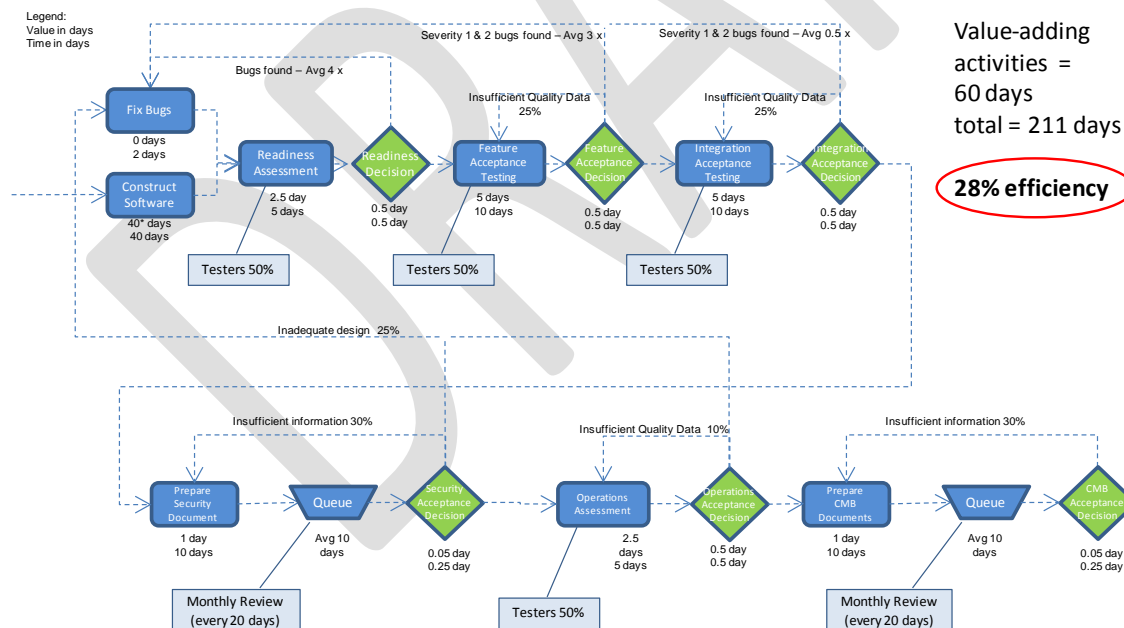 Legend:
Value in days
Time in days
Severity 1 & 2 bugs found – Avg 3 x
Severity 1 & 2 bugs found – Avg 0.5 x
Value-adding
activities =
60 days
total = 211 days
28% efficiency
Bugs found – Avg 4 x
Insufficient Quality Data
25%
Insufficient Quality Data
25%
Fix Bugs
0 days
2 days
Construct
Software
40* days
40 days
Readiness
Assessment
2.5 day
5 days
Readiness
Decision
0.5 day
0.5 day
Feature
Acceptance
Testing
5 days
10 days
Feature
Acceptance
Decision
0.5 day
0.5 day
Integration
Acceptance
Testing
5 days
10 days
Integration
Acceptance
Decision
0.5 day
0.5 day
Testers 50%
Testers 50%
Testers 50%
Inadequate design 25%
Insufficient information 30%
Insufficient Quality Data 10%
Insufficient information 30%
Prepare
Security
Document
1 day
10 days
Queue
Avg 10
days
Security
Acceptance
Decision
0.05 day
0.25 day
Operations
Assessment
2.5
days
5 days
Operations
Acceptance
Decision
0.5 day
0.5 day
Prepare
CMB
Documents
1 day
10 days
Queue
Avg 10
days
CMB
Acceptance
Decision
0.05 day
0.25 day
Monthly Review
(every 20 days)
Testers 50%
Monthly Review
(every 20 days)